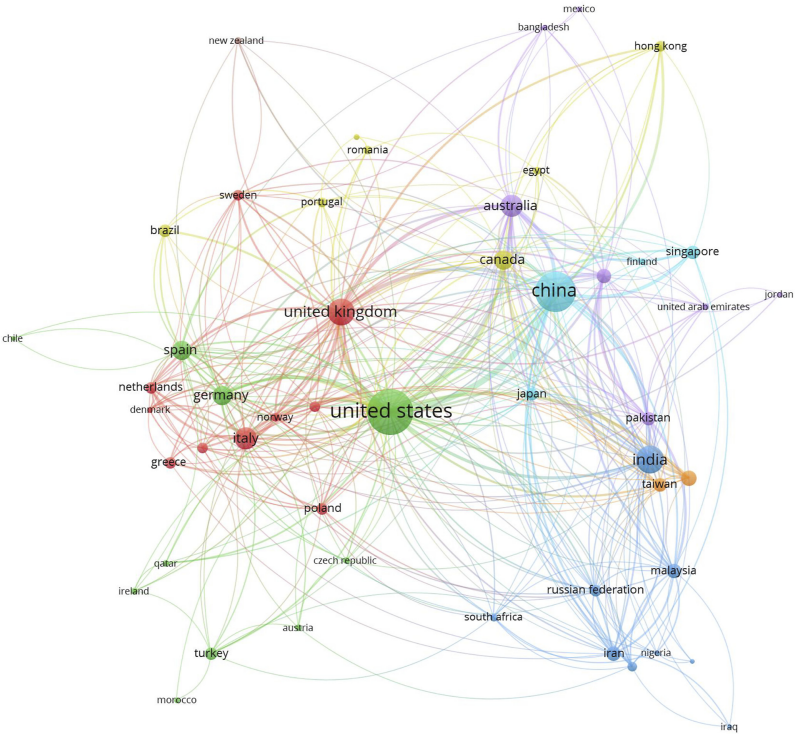 mexico
bangladesh
new zealand
hong kong
romania
egypt
sweden
portugal
australia
brazil
singapore
canada
finland
china
jordan
united arab emirates
united kingdom
chile
spain
netherlands
germany
japan
denmark
united states
norway
pakistan
italy
greece
india
taiwan
poland
czech republic
qatar
malaysia
ireland
russian federation
south africa
austria
turkey
iran
nigeria
morocco
iraq